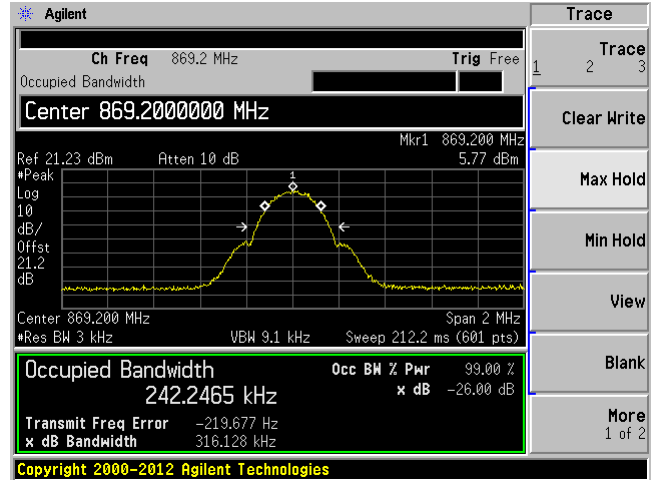 Agilent
Trace
Ch Freq 869.2 MHz Trig Free
Occupied Bandwidth
Center 869.2000000 MHz
Mkr1 869.200 MHz
Ref 21.23 dBm Atten 10 dB 5.77 dBm
#Peak
Log
10
dB/
Offst
21.2
dB
1
Center 869.200 MHz Span 2 MHz
#Res BW 3 kHz VBW 9.1 kHz Sweep 212.2 ms (601 pts)
Occupied Bandwidth Occ BW % Pwr 99.00 %
242.2465 kHz x dB -26.00 dB
Transmit Freq Error -219.677 Hz
x dB Bandwidth 316.128 kHz
Copyright 2000-2012 Agilent Technologies
Trace
1 2 3
Clear Write
Max Hold
Min Hold
View
Blank
More
1 of 2